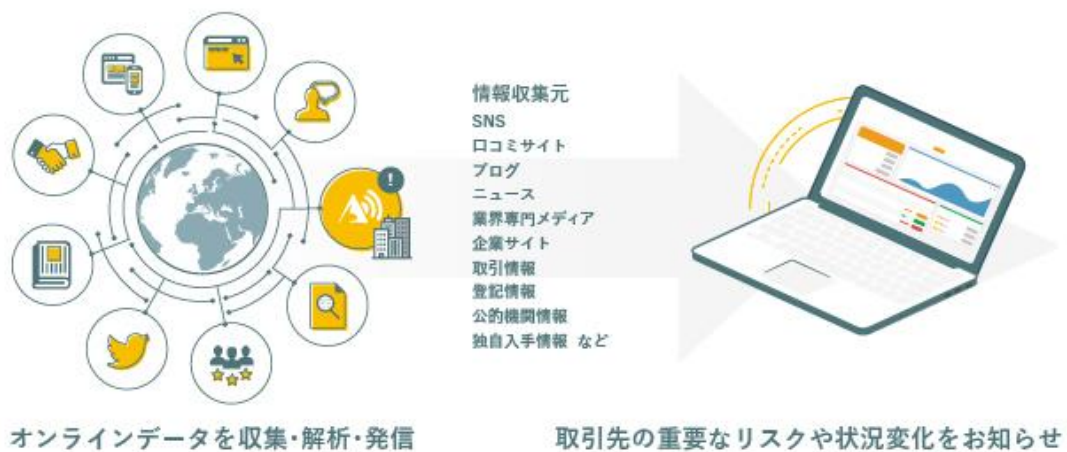 情報収集元
SNS
口コミサイト
ブログ
ニュース
業界専門メディア
企業サイト
取引情報
登記情報
公的機関情報
独自入手情報 など
オンラインデータを収集・解析・発信
取引先の重要なリスクや状況変化をお知らせ